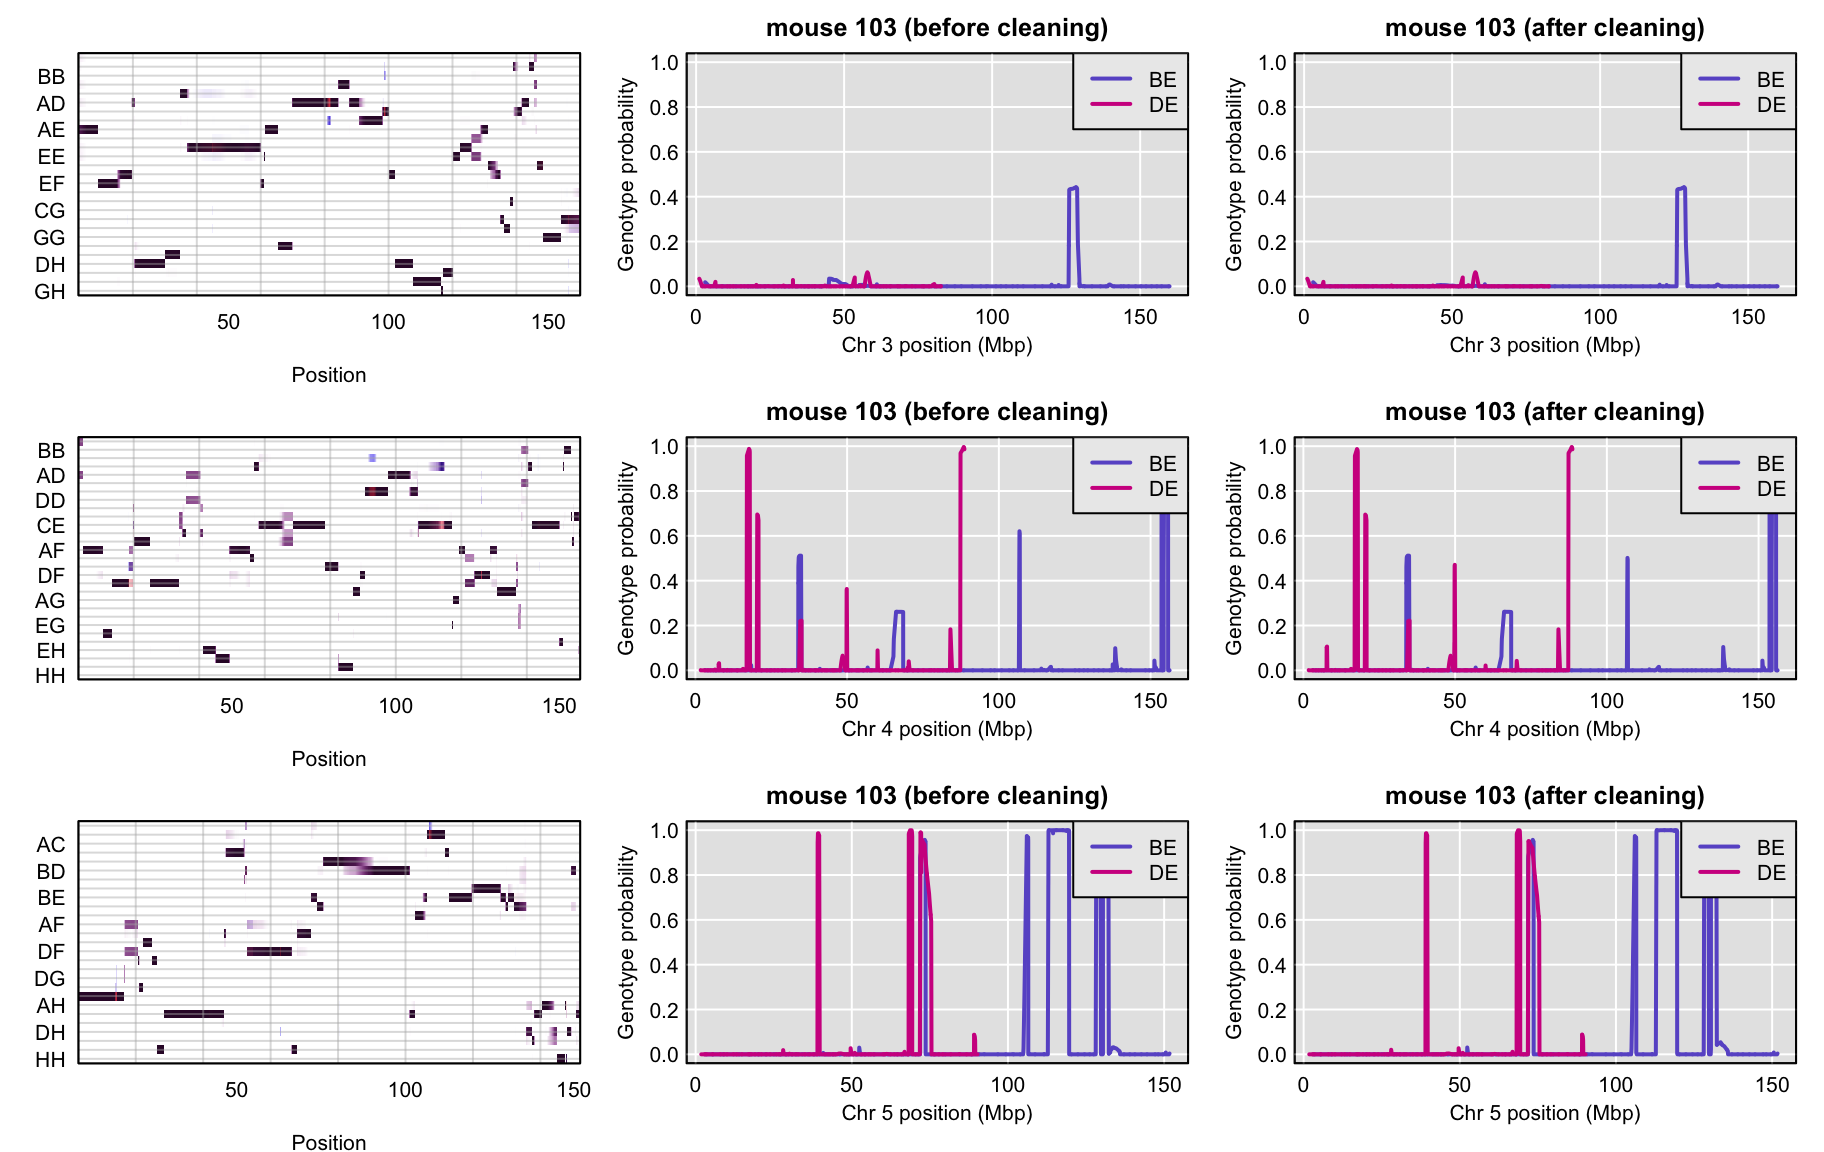 BB
AD
AE
EE
EF
CG
GG
DH
GH
50 100 150
Position
mouse 103 (before cleaning)
Genotype probability
1.0
0.8
0.6
0.4
0.2
0.0
BE
DE
0 50 100 150
Chr 3 position (Mbp)
mouse 103 (after cleaning)
Genotype probability
1.0
0.8
0.6
0.4
0.2
0.0
BE
DE
0 50 100 150
Chr 3 position (Mbp)
BB
AD
DD
CE
AF
DF
AG
EG
EH
HH
50 100 150
Position
mouse 103 (before cleaning)
Genotype probability
1.0
0.8
0.6
0.4
0.2
0.0
BE
DE
0 50 100 150
Chr 4 position (Mbp)
mouse 103 (after cleaning)
Genotype probability
1.0
0.8
0.6
0.4
0.2
0.0
BE
DE
0 50 100 150
Chr 4 position (Mbp)
AC
BD
BE
AF
DF
DG
AH
DH
HH
50 100 150
Position
mouse 103 (before cleaning)
Genotype probability
1.0
0.8
0.6
0.4
0.2
0.0
BE
DE
0 50 100 150
Chr 5 position (Mbp)
mouse 103 (after cleaning)
Genotype probability
1.0
0.8
0.6
0.4
0.2
0.0
BE
DE
0 50 100 150
Chr 5 position (Mbp)